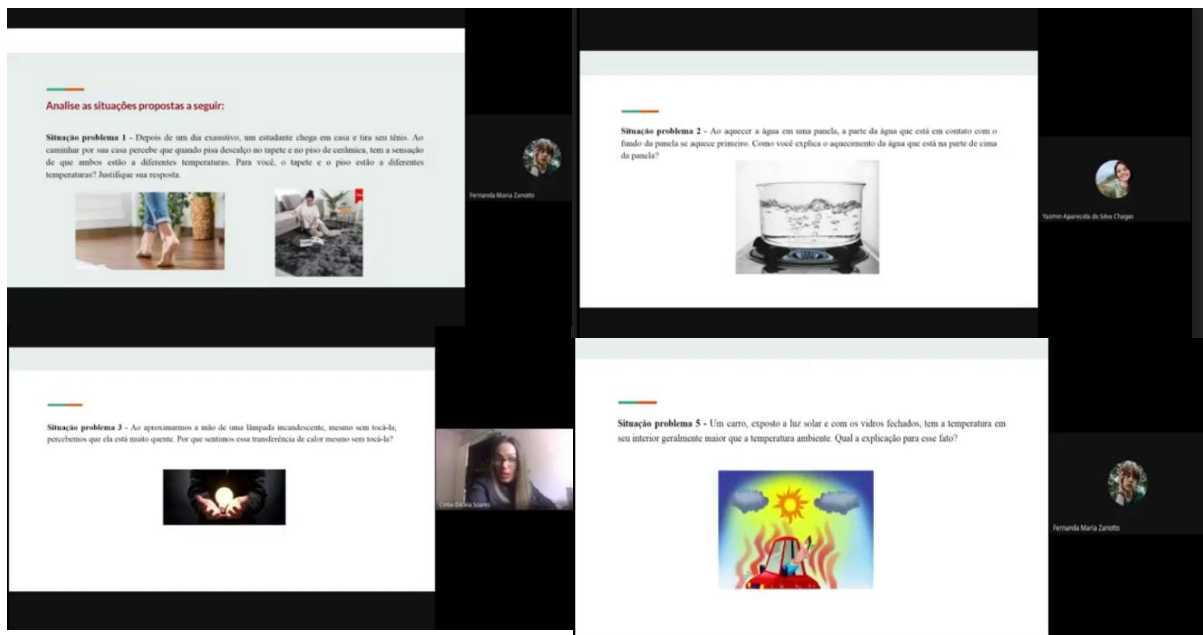 Analise as situações propostas a seguir:
Situação problema 1 - Depois de um dia exaustivo, um estudante chega em casa e tira seu tênis. Ao
caminhar por sua casa percebe que quando pisa descalço no tapete e no piso de cerâmica, tem a sensação
de que ambos estão a diferentes temperaturas. Para você, o tapete e o piso estão a diferentes
temperaturas? Justifique sua resposta.
Fernanda Maria Zanotto
Situação problema 2 - Ao aquecer a água em uma panela, a parte da água que está em contato com o
fundo da panela se aquece primeiro. Como você explica o aquecimento da água que está na parte de cima
da panela?
Yasmin Aparecida da Silva Chagas
Situação problema 3 - Ao aproximarmos a mão de uma lâmpada incandescente, mesmo sem tocá-la,
percebemos que ela está muito quente. Por que sentimos essa transferência de calor mesmo sem tocá-la?
Soares
Situação problema 5 - Um carro, exposto a luz solar e com os vidros fechados, tem a temperatura em
seu interior geralmente maior que a temperatura ambiente. Qual a explicação para esse fato?
Fernanda Maria Zanotto